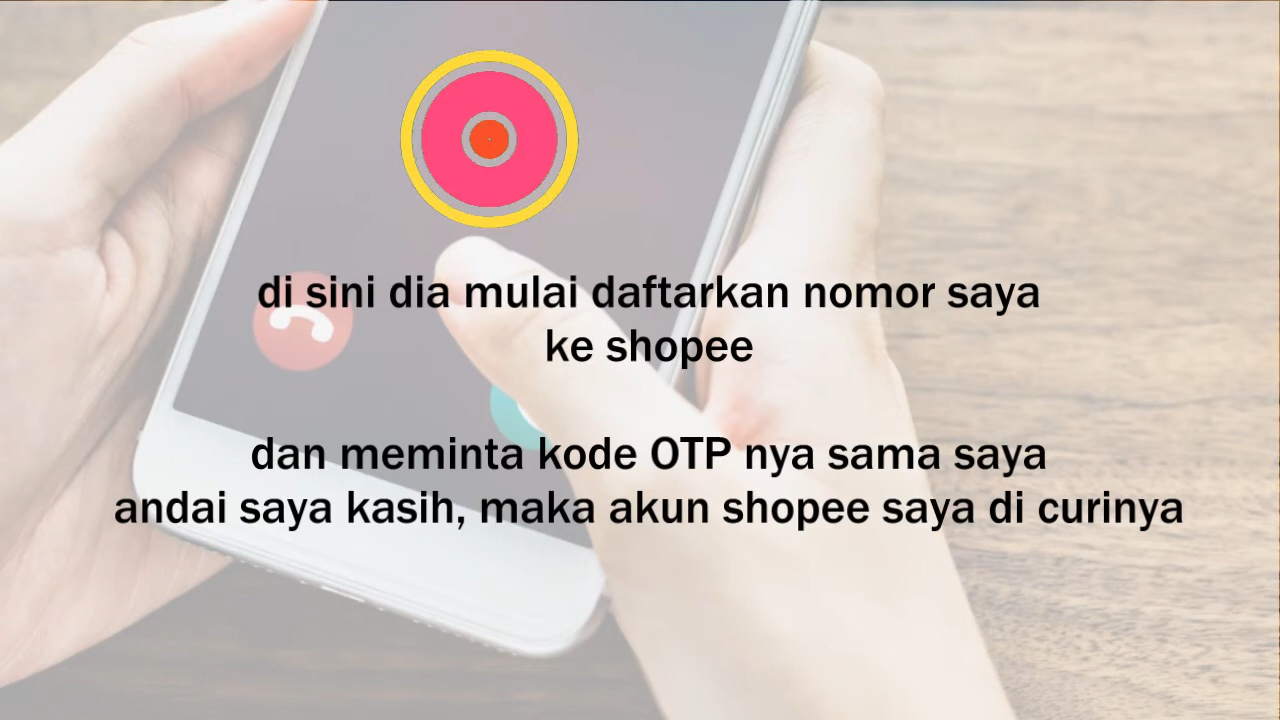 di sini dia mulai daftarkan nomor saya
ke shopee
dan meminta kode OTP nya sama saya
andai saya kasih, maka akun shopee saya di curinya